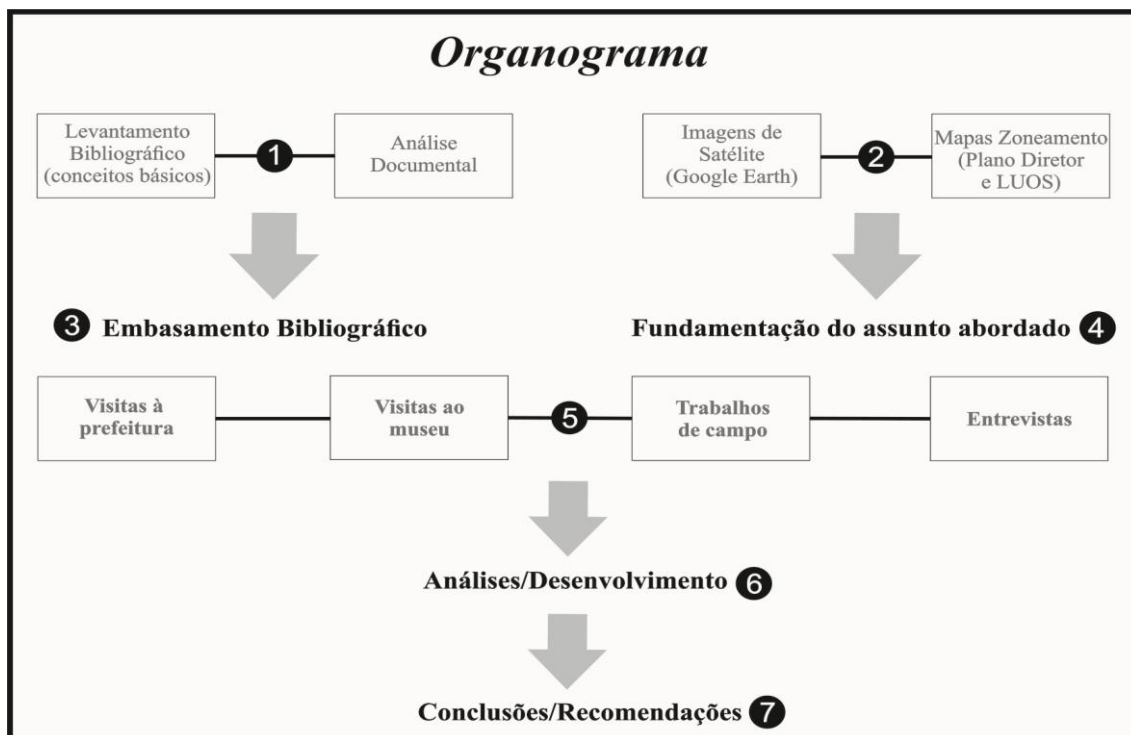 Organograma
Levantamento
Bibliográfico
(conceitos básicos)
1
Análise
Documental
Imagens de
Satélite
(Google Earth)
2
Mapas Zoneamento
(Plano Diretor
e LUOS)
3 Embasamento Bibliográfico
Fundamentação do assunto abordado 4
Visitas à
prefeitura
Visitas ao
museu
5
Trabalhos
de campo
Entrevistas
Análises/Desenvolvimento 6
Conclusões/Recomendações 7